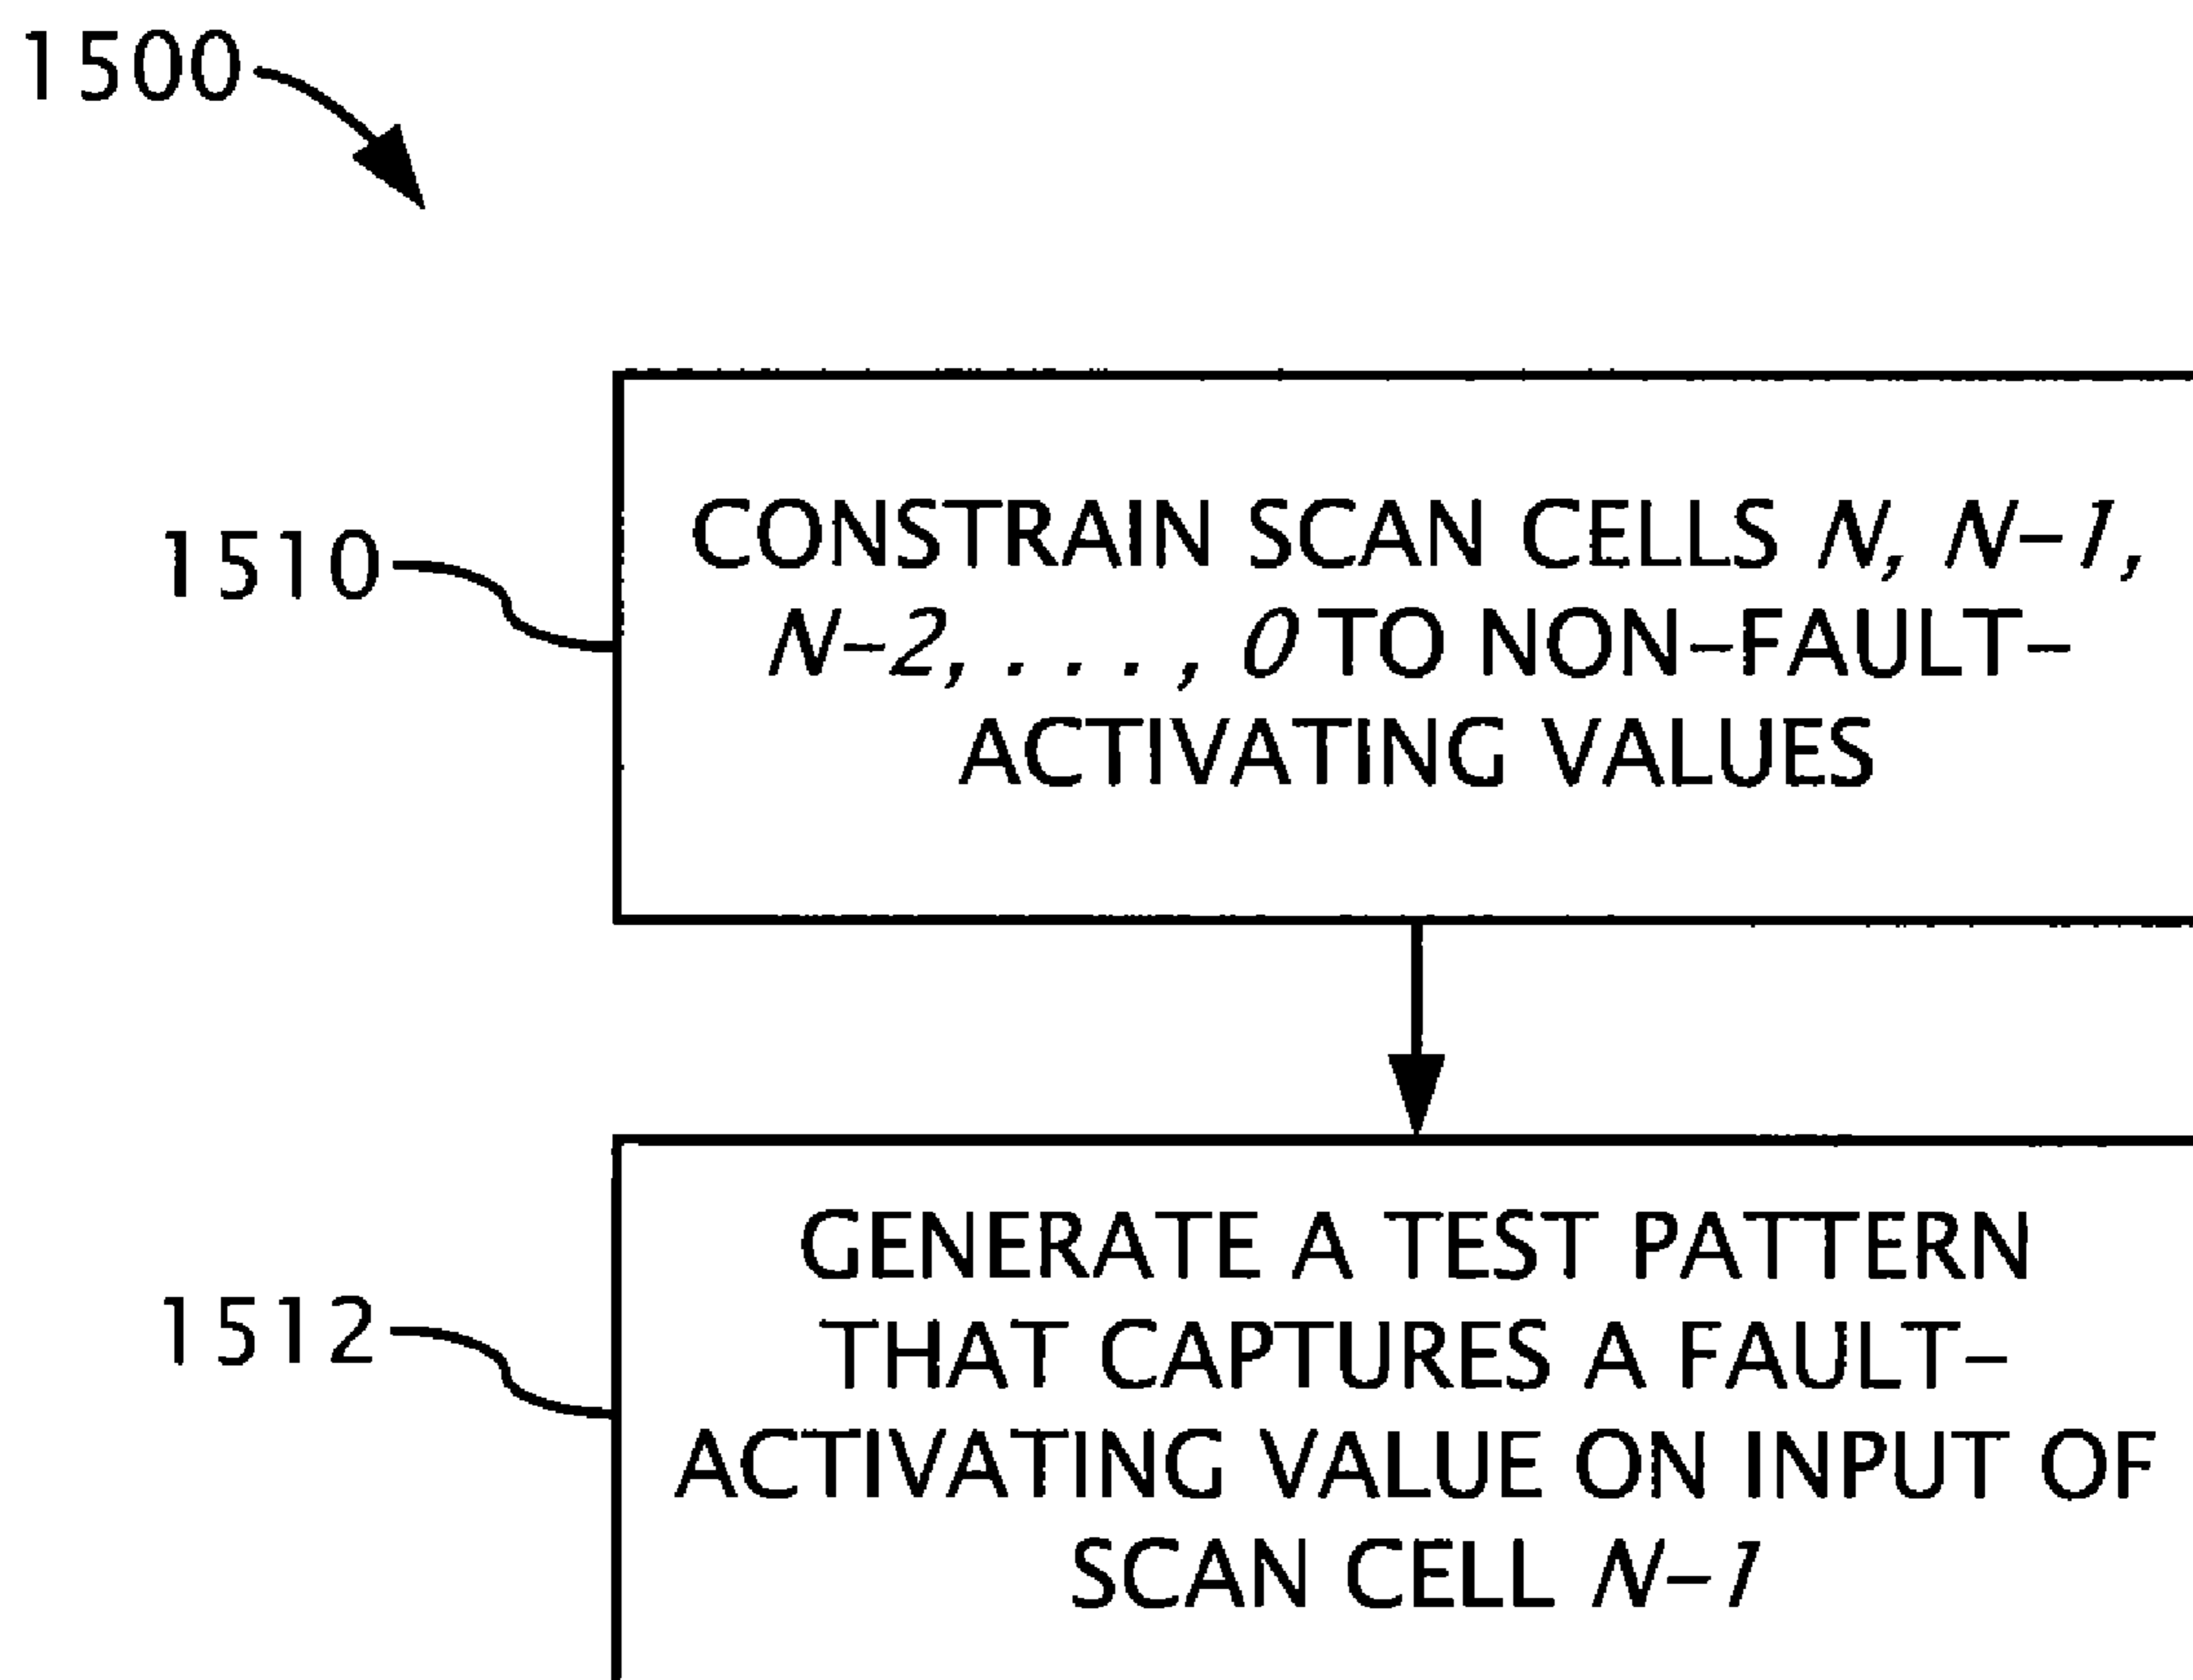 1500
1510
CONSTRAIN SCAN CELLS N, N-1,
N-2, . . . , 0 TO NON-FAULT-
ACTIVATING VALUES
1512
GENERATE A TEST PATTERN
THAT CAPTURES A FAULT-
ACTIVATING VALUE ON INPUT OF
SCAN CELL N-1